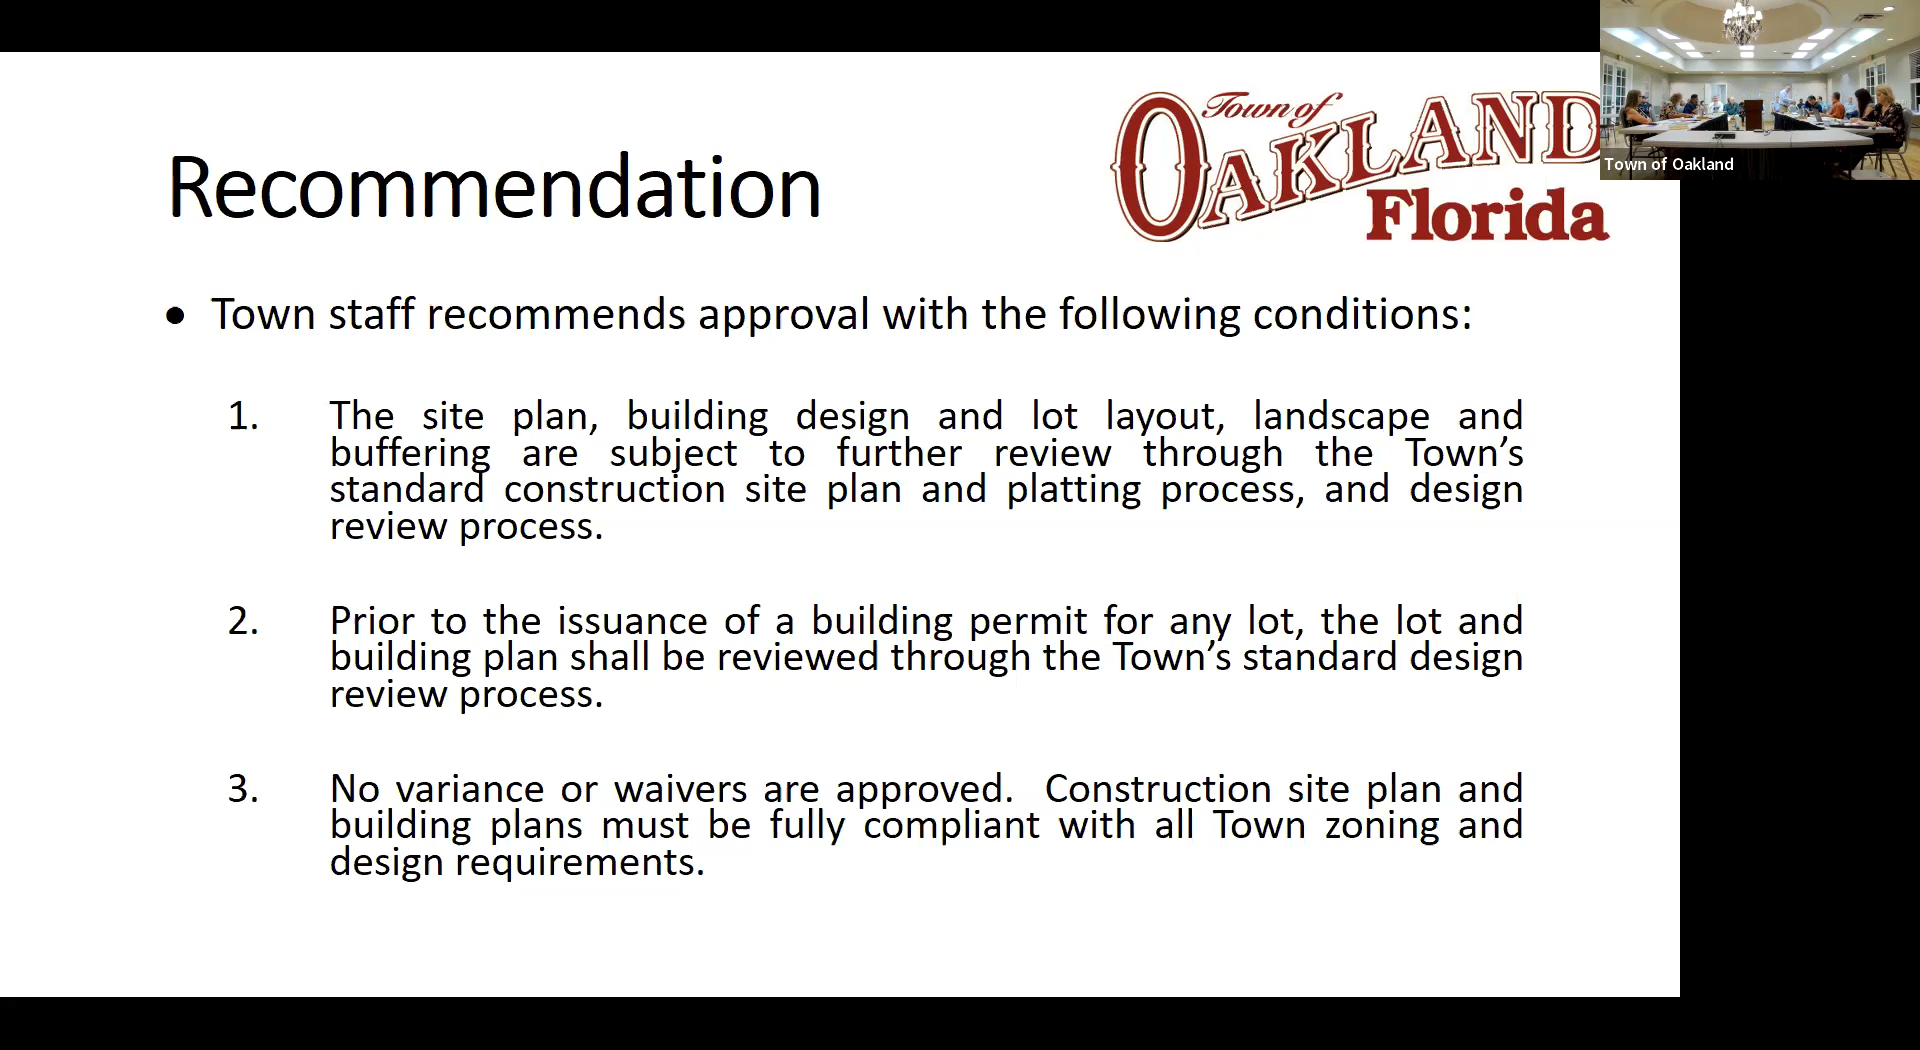 Town of
OAKLAND
Florida
Town of Oakland
Recommendation
• Town staff recommends approval with the following conditions:
1. The site plan, building design and lot layout, landscape and
buffering are subject to further review through the Town’s
standard construction site plan and platting process, and design
review process.
2. Prior to the issuance of a building permit for any lot, the lot and
building plan shall be reviewed through the Town’s standard design
review process.
3. No variance or waivers are approved. Construction site plan and
building plans must be fully compliant with all Town zoning and
design requirements.